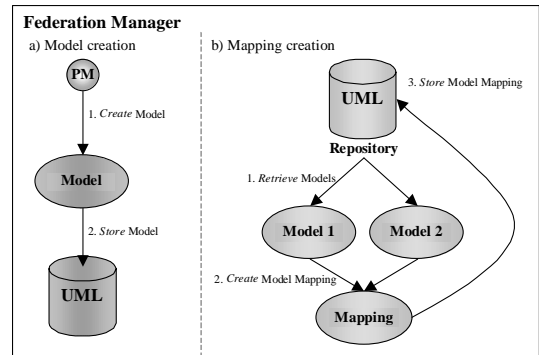 Federation Manager
a) Model creation
PM
1. Create Model
Model
2. Store Model
UML
b) Mapping creation
UML
Repository
3. Store Model Mapping
1. Retrieve Models
Model 1
Model 2
2. Create Model Mapping
Mapping